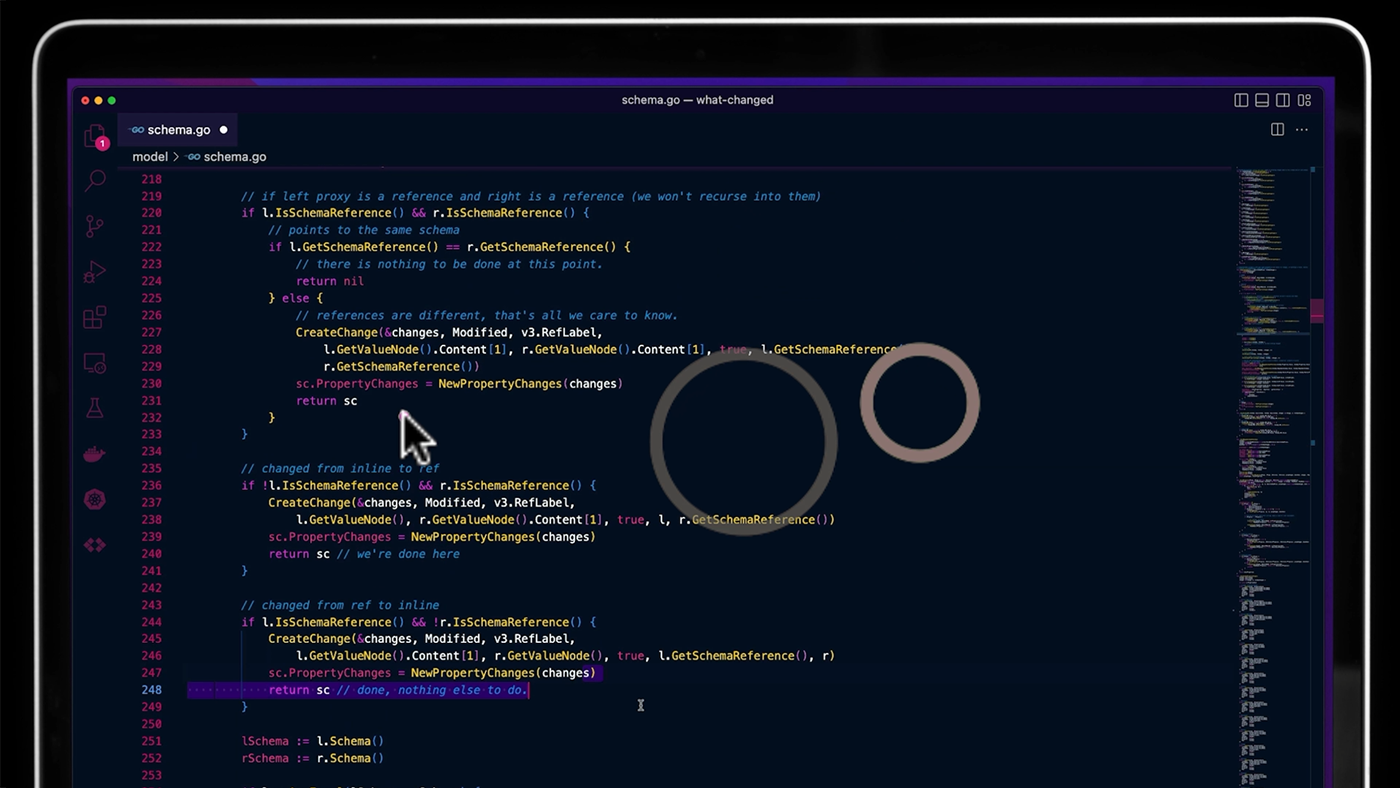 schema.go — what-changed
schema.go
1
model > schema.go
218
219 // if left proxy is a reference and right is a reference (we won't recurse into them)
220 if l.IsSchemaReference() && r.IsSchemaReference() {
221 // points to the same schema
222 if l.GetSchemaReference() == r.GetSchemaReference() {
223 // there is nothing to be done at this point.
224 return nil
225 } else {
226 // references are different, that's all we care to know.
227 CreateChange(&changes, Modified, v3.RefLabel,
228 l.GetValueNode().Content[1], r.GetValueNode().Content[1], true, l.GetSchemaReference
229 r.GetSchemaReference())
230 sc.PropertyChanges = NewPropertyChanges(changes)
231 return sc
232 }
233 }
234
235 // changed from inline to ref
236 if !l.IsSchemaReference() && r.IsSchemaReference() {
237 CreateChange(&changes, Modified, v3.RefLabel,
238 l.GetValueNode(), r.GetValueNode().Content[1], true, l, r.GetSchemaReference())
239 sc.PropertyChanges = NewPropertyChanges(changes)
240 return sc // we're done here
241 }
242
243 // changed from ref to inline
244 if l.IsSchemaReference() && !r.IsSchemaReference() {
245 CreateChange(&changes, Modified, v3.RefLabel,
246 l.GetValueNode().Content[1], r.GetValueNode(), true, l.GetSchemaReference(), r)
247 sc.PropertyChanges = NewPropertyChanges(changes)
248 return sc // done, nothing else to do.
249 }
250
251 lSchema := l.Schema()
252 rSchema := r.Schema()
253